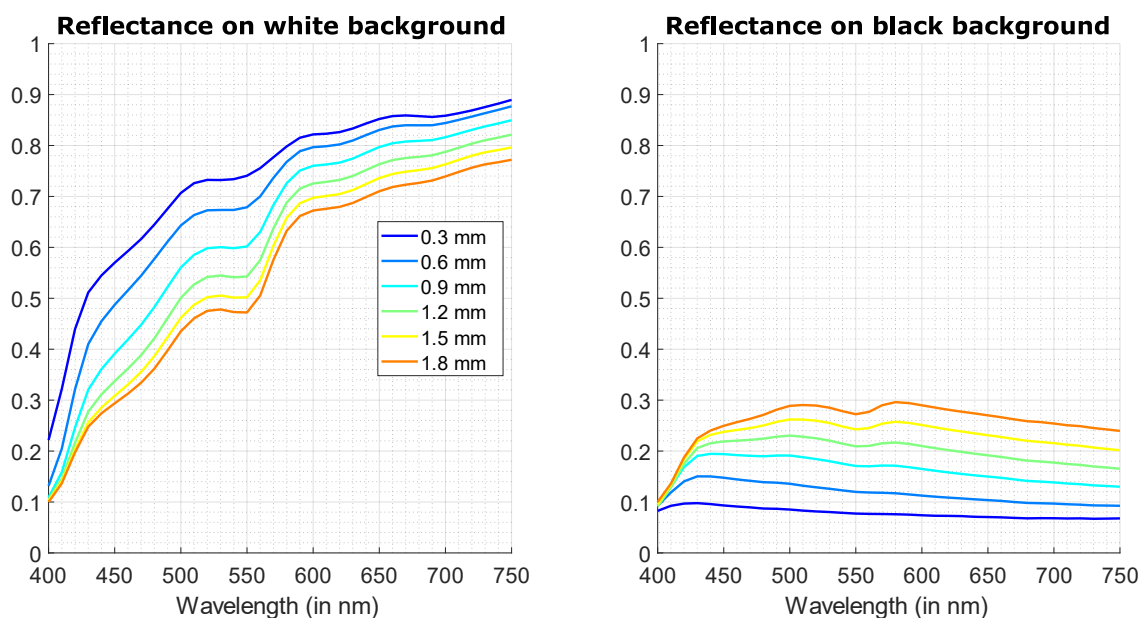 Reflectance on white background
1
0.9
0.8
0.7
0.6
0.5
0.4
0.3
0.2
0.1
0
400 450 500 550 600 650 700 750
Wavelength (in nm)
0.3 mm
0.6 mm
0.9 mm
1.2 mm
1.5 mm
1.8 mm
Reflectance on black background
1
0.9
0.8
0.7
0.6
0.5
0.4
0.3
0.2
0.1
0
400 450 500 550 600 650 700 750
Wavelength (in nm)